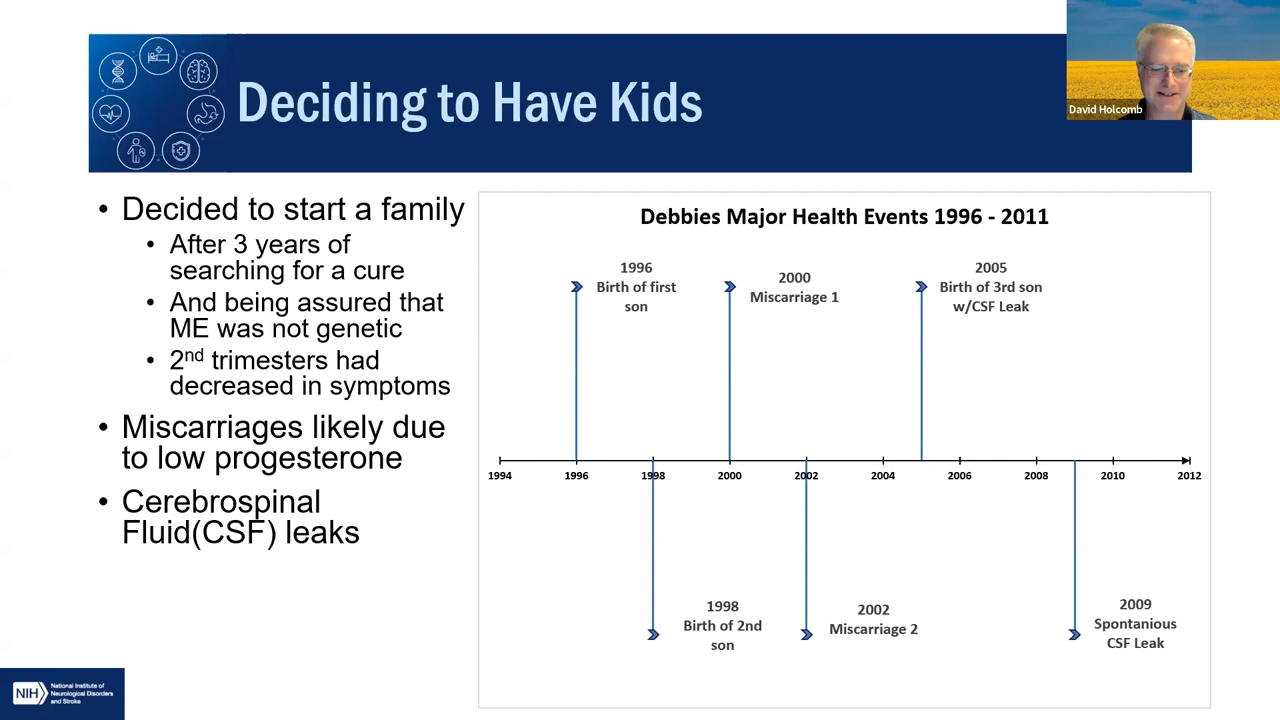 Deciding to Have Kids
David Holcomb
• Decided to start a family
• After 3 years of
searching for a cure
• And being assured that
ME was not genetic
• 2nd trimesters had
decreased in symptoms
• Miscarriages likely due
to low progesterone
• Cerebrospinal
Fluid(CSF) leaks
Debbies Major Health Events 1996 - 2011
1996
Birth of first
son
2000
Miscarriage 1
2005
Birth of 3rd son
w/CSF Leak
1994 1996 1998 2000 2002 2004 2006 2008 2010 2012
1998
Birth of 2nd
son
2002
Miscarriage 2
2009
Spontanious
CSF Leak
NIH
National Institute of
Neurological Disorders
and Stroke